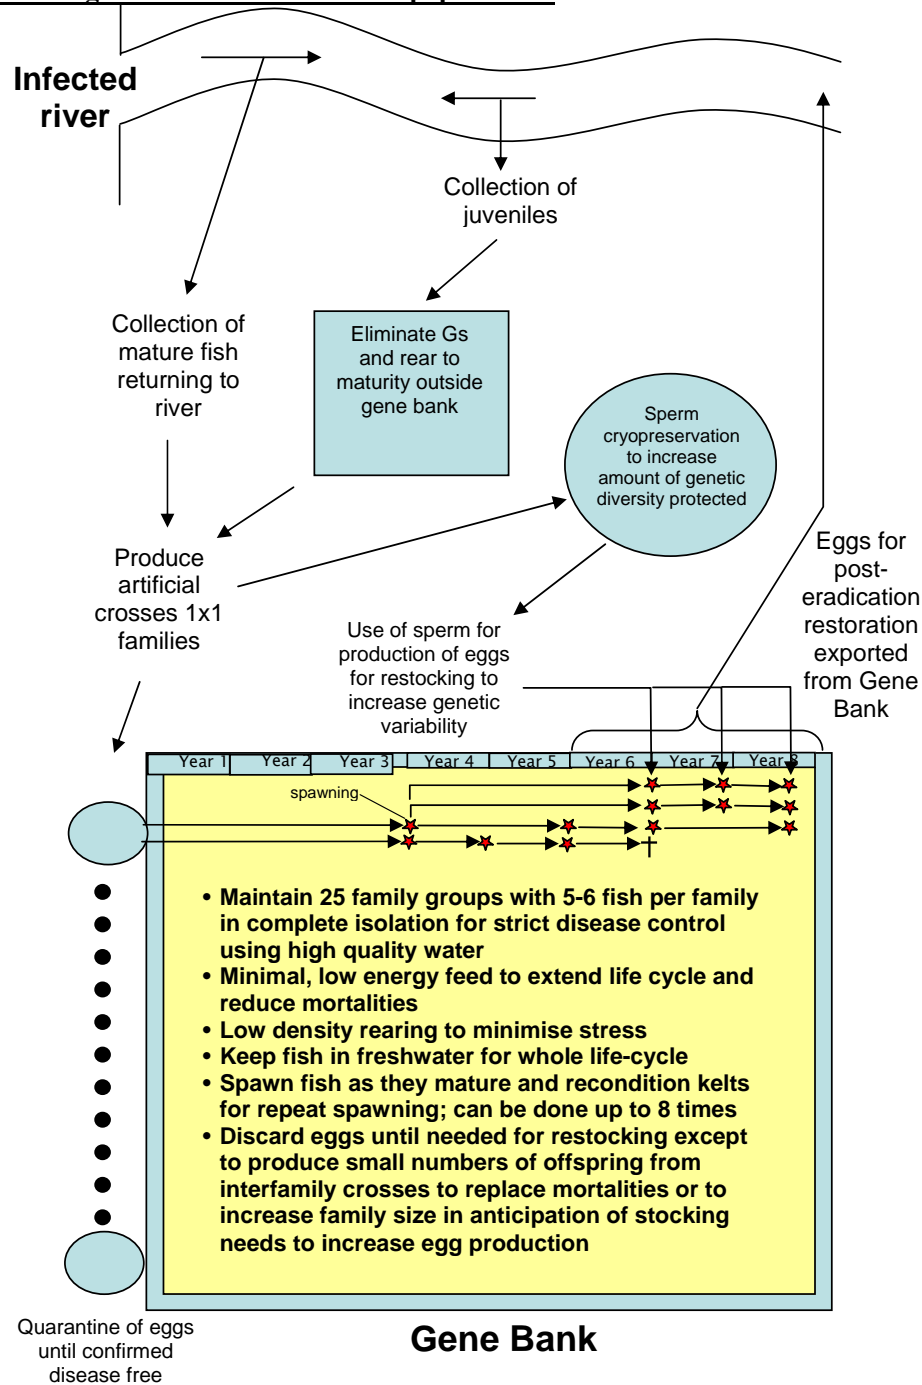 Infected
river
Collection of
juveniles
Collection of
mature fish
returning to
river
Eliminate Gs
and rear to
maturity outside
gene bank
Sperm
cryopreservation
to increase
amount of genetic
diversity protected
Produce
artificial
crosses 1x1
families
Eggs for
post-
eradication
restoration
exported
from Gene
Bank
Use of sperm for
production of eggs
for restocking to
increase genetic
variability
Year 1 Year 2 Year 3 Year 4 Year 5 Year 6 Year 7 Year 8
spawning
• Maintain 25 family groups with 5-6 fish per family
in complete isolation for strict disease control
using high quality water
• Minimal, low energy feed to extend life cycle and
reduce mortalities
• Low density rearing to minimise stress
• Keep fish in freshwater for whole life-cycle
• Spawn fish as they mature and recondition kelts
for repeat spawning; can be done up to 8 times
• Discard eggs until needed for restocking except
to produce small numbers of offspring from
interfamily crosses to replace mortalities or to
increase family size in anticipation of stocking
needs to increase egg production
Quarantine of eggs
until confirmed
disease free
Gene Bank